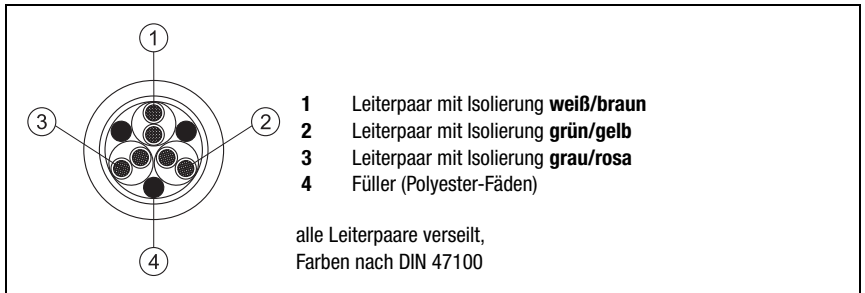 1
3
2
4
1 Leiterpaar mit Isolierung weiß/braun
2 Leiterpaar mit Isolierung grün/gelb
3 Leiterpaar mit Isolierung grau/rosa
4 Füller (Polyester-Fäden)
alle Leiterpaare verseilt,
Farben nach DIN 47100